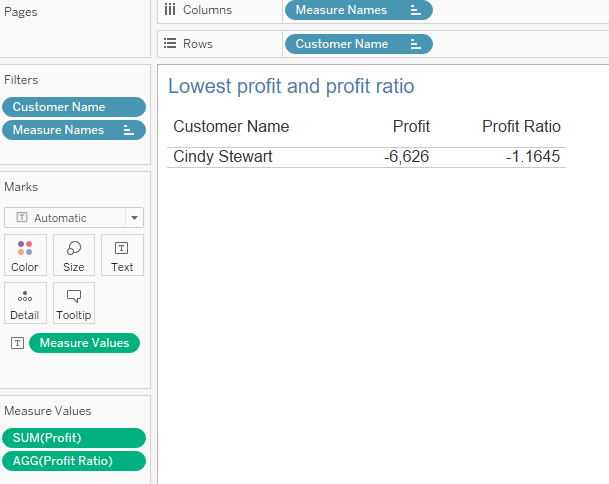 Pages
Columns
Measure Names
Rows
Customer Name
Filters
Customer Name
Measure Names
Marks
T Automatic
Color Size T Text
Detail Tooltip
T Measure Values
Measure Values
SUM(Profit)
AGG(Profit Ratio)
Lowest profit and profit ratio
Customer Name Profit Profit Ratio
Cindy Stewart -6,626 -1.1645